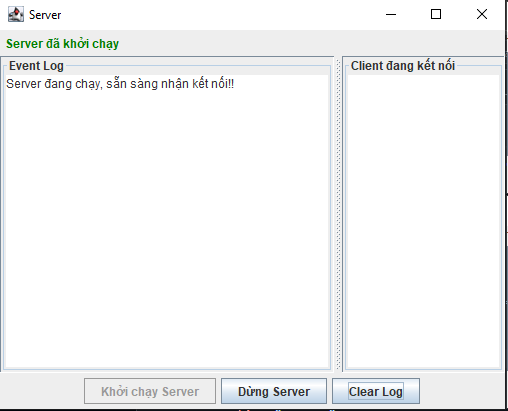 Server
Server đã khởi chạy
Event Log
Server đang chạy, sẵn sàng nhận kết nối!!
Client đang kết nối
Khởi chạy Server
Dừng Server
Clear Log